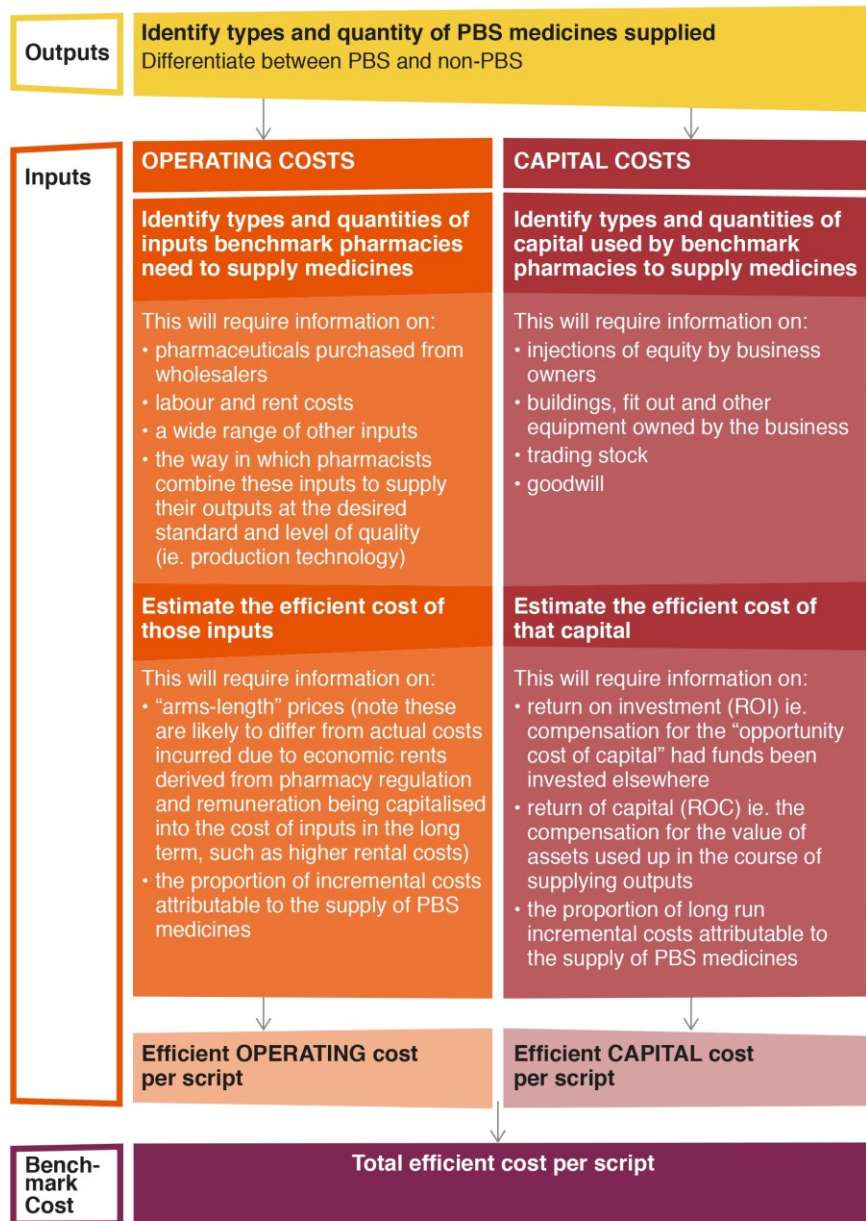 Outputs
Identify types and quantity of PBS medicines supplied
Differentiate between PBS and non-PBS
Inputs
OPERATING COSTS
Identify types and quantities of
inputs benchmark pharmacies
need to supply medicines
This will require information on:
• pharmaceuticals purchased from
wholesalers
• labour and rent costs
• a wide range of other inputs
• the way in which pharmacists
combine these inputs to supply
their outputs at the desired
standard and level of quality
(ie. production technology)
Estimate the efficient cost of
those inputs
This will require information on:
• “arms-length” prices (note these
are likely to differ from actual costs
incurred due to economic rents
derived from pharmacy regulation
and remuneration being capitalised
into the cost of inputs in the long
term, such as higher rental costs)
• the proportion of incremental costs
attributable to the supply of PBS
medicines
Efficient OPERATING cost
per script
CAPITAL COSTS
Identify types and quantities of
capital used by benchmark
pharmacies to supply medicines
This will require information on:
• injections of equity by business
owners
• buildings, fit out and other
equipment owned by the business
• trading stock
• goodwill
Estimate the efficient cost of
that capital
This will require information on:
• return on investment (ROI) ie.
compensation for the “opportunity
cost of capital” had funds been
invested elsewhere
• return of capital (ROC) ie. the
compensation for the value of
assets used up in the course of
supplying outputs
• the proportion of long run
incremental costs attributable to
the supply of PBS medicines
Efficient CAPITAL cost
per script
Bench-
mark
Cost
Total efficient cost per script